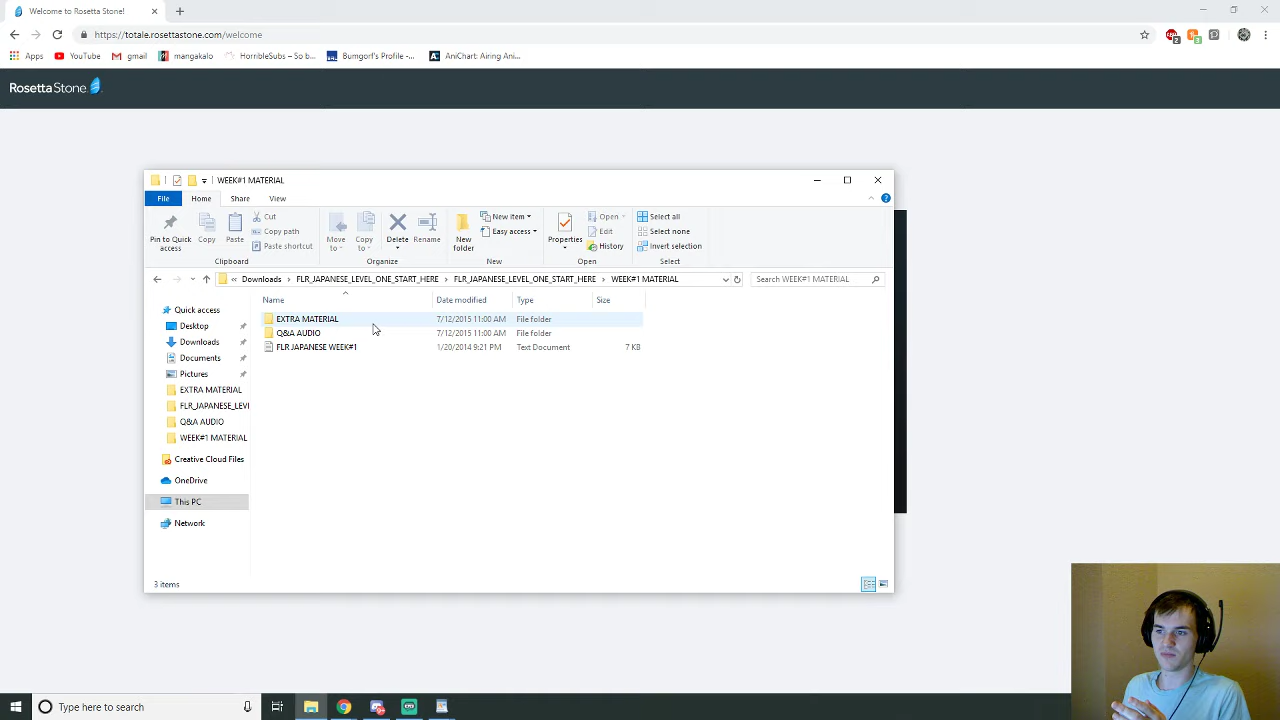 Welcome to Rosetta Stone!
https://totale.rosettastone.com/welcome
Apps YouTube gmail mangakalo HorribleSubs – So b... Bumgorf's Profile -... AniChart: Airing Ani...
RosettaStone
WEEK#1 MATERIAL
File Home Share View
Pin to Quick access
Copy
Paste
Cut
Copy path
Paste shortcut
Clipboard
Move to
Copy to
Delete
Rename
Organize
New folder
New item
Easy access
New
Properties
Open
Edit
History
Open
Select all
Select none
Invert selection
Select
« Downloads > FLR_JAPANESE_LEVEL_ONE_START_HERE > FLR_JAPANESE_LEVEL_ONE_START_HERE > WEEK#1 MATERIAL
Search WEEK#1 MATERIAL
Quick access
Desktop
Downloads
Documents
Pictures
EXTRA MATERIAL
FLR_JAPANESE_LEVI
Q&A AUDIO
WEEK#1 MATERIAL
Creative Cloud Files
OneDrive
This PC
Network
Name Date modified Type Size
EXTRA MATERIAL 7/12/2015 11:00 AM File folder
Q&A AUDIO 7/12/2015 11:00 AM File folder
FLR JAPANESE WEEK#1 1/20/2014 9:21 PM Text Document 7 KB
3 items
Type here to search